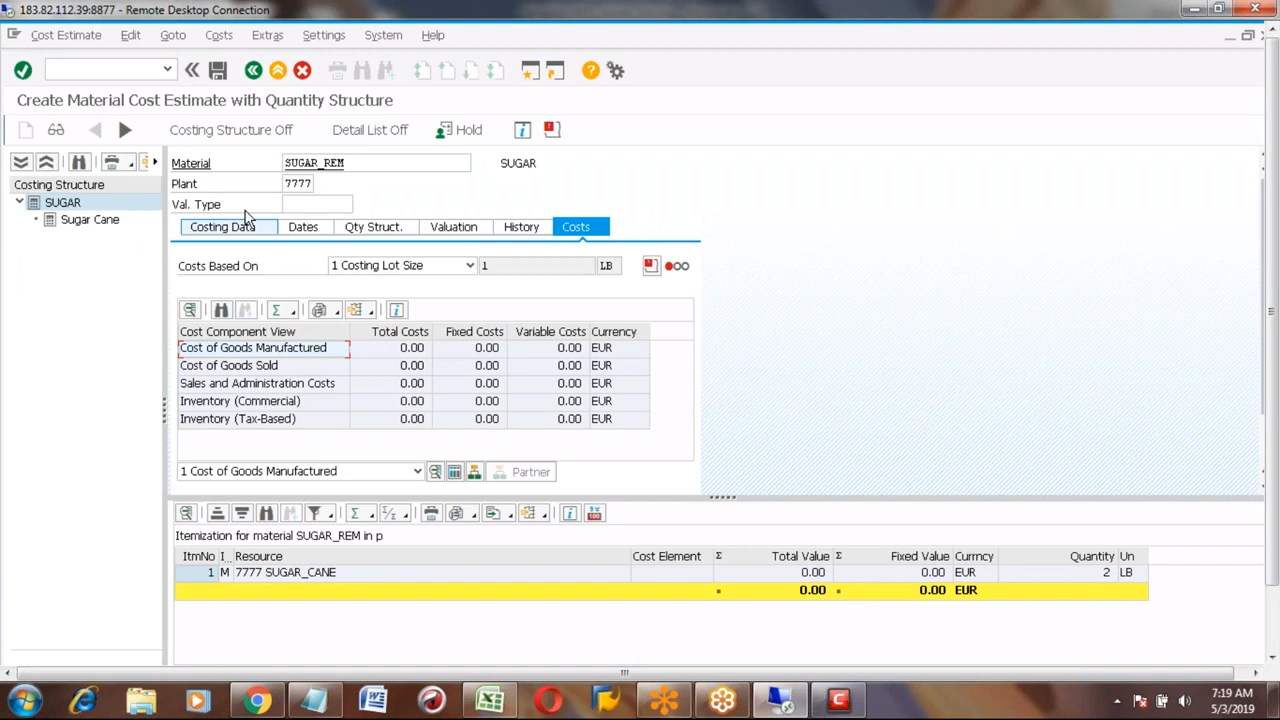 183.82.112.39:8877 - Remote Desktop Connection
Cost Estimate Edit Goto Costs Extras Settings System Help
Create Material Cost Estimate with Quantity Structure
Costing Structure Off Detail List Off Hold
Material SUGAR_REM SUGAR
Costing Structure
Plant 7777
SUGAR
Val. Type
Sugar Cane
Costing Data Dates Qty Struct. Valuation History Costs
Costs Based On 1 Costing Lot Size 1 LB
Cost Component View Total Costs Fixed Costs Variable Costs Currency
Cost of Goods Manufactured 0.00 0.00 0.00 EUR
Cost of Goods Sold 0.00 0.00 0.00 EUR
Sales and Administration Costs 0.00 0.00 0.00 EUR
Inventory (Commercial) 0.00 0.00 0.00 EUR
Inventory (Tax-Based) 0.00 0.00 0.00 EUR
1 Cost of Goods Manufactured Partner
Itemization for material SUGAR_REM in p
ItmNo I... Resource Cost Element Σ Total Value Σ Fixed Value Currncy Quantity Un
1 M 7777 SUGAR_CANE 0.00 0.00 EUR 2 LB
0.00 0.00 EUR
7:19 AM
5/3/2019